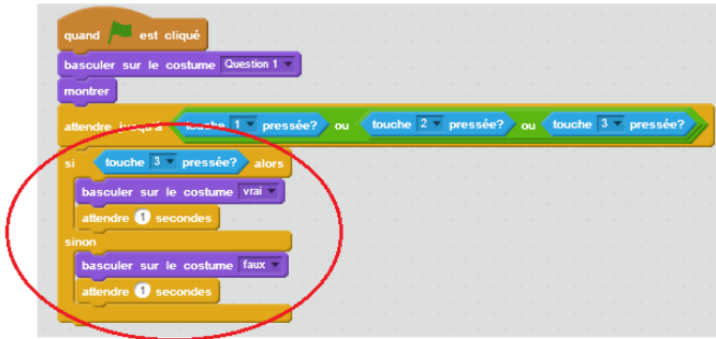 quand est cliqué
basculer sur le costume Question 1
montrer
attendre jusqu'à touche 1 pressée? ou touche 2 pressée? ou touche 3 pressée?
si touche 3 pressée? alors
basculer sur le costume vrai
attendre 1 secondes
sinon
basculer sur le costume faux
attendre 1 secondes